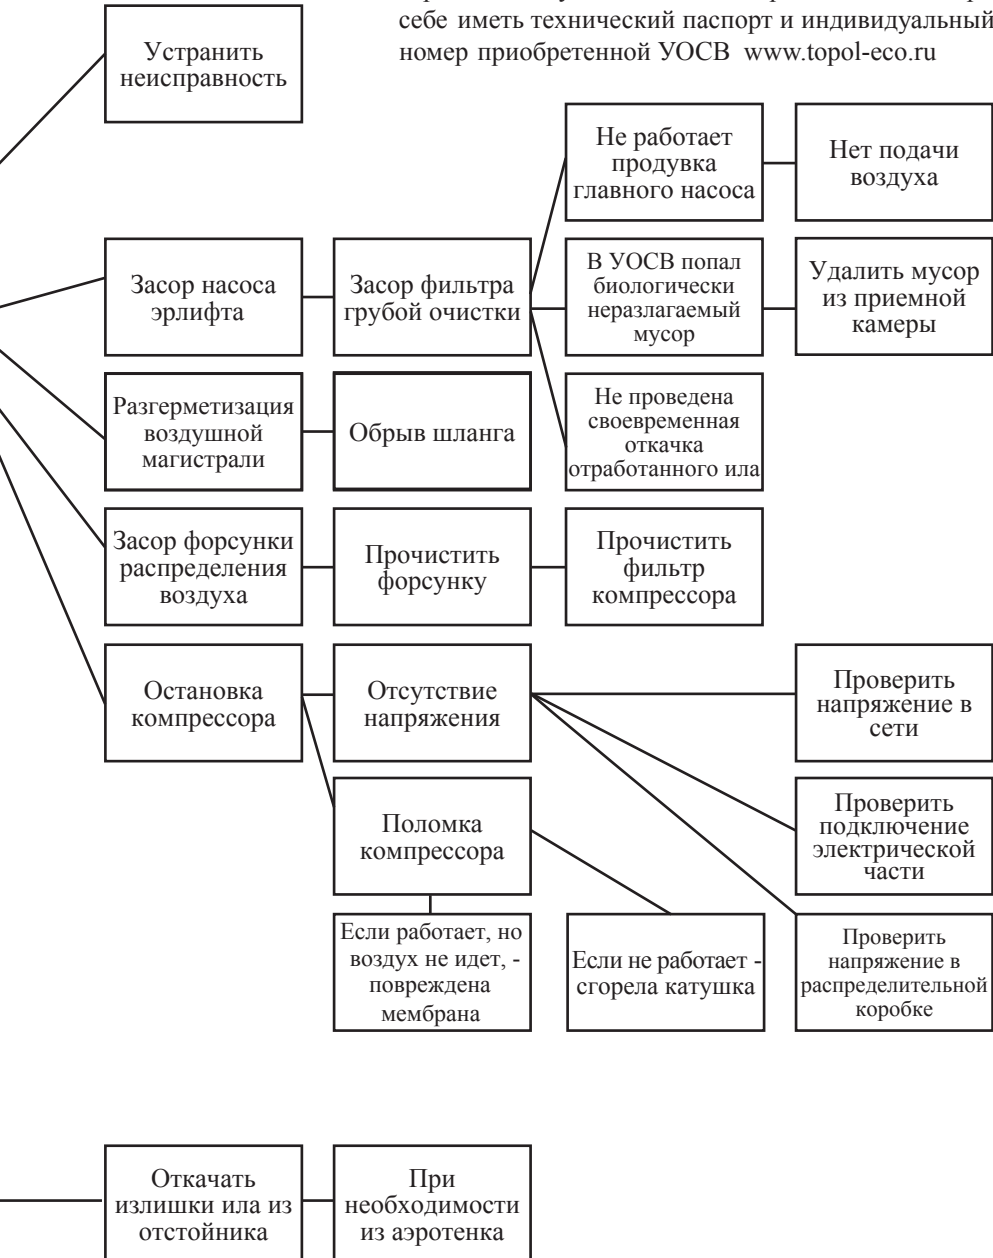 себе иметь технический паспорт и индивидуальный
номер приобретенной УОСВ www.topol-eco.ru
Устранить
неисправность
Не работает
продувка
главного насоса
Нет подачи
воздуха
Засор насоса
эрлифта
Засор фильтра
грубой очистки
В УОСВ попал
биологически
неразлагаемый
мусор
Удалить мусор
из приемной
камеры
Разгерметизация
воздушной
магистрали
Обрыв шланга
Не проведена
своевременная
откачка
отработанного ила
Засор форсунки
распределения
воздуха
Прочистить
форсунку
Прочистить
фильтр
компрессора
Остановка
компрессора
Отсутствие
напряжения
Проверить
напряжение в
сети
Поломка
компрессора
Проверить
подключение
электрической
части
Если работает, но
воздух не идет, -
повреждена
мембрана
Если не работает -
сгорела катушка
Проверить
напряжение в
распределительной
коробке
Откачать
излишки ила из
отстойника
При
необходимости
из аэротенка